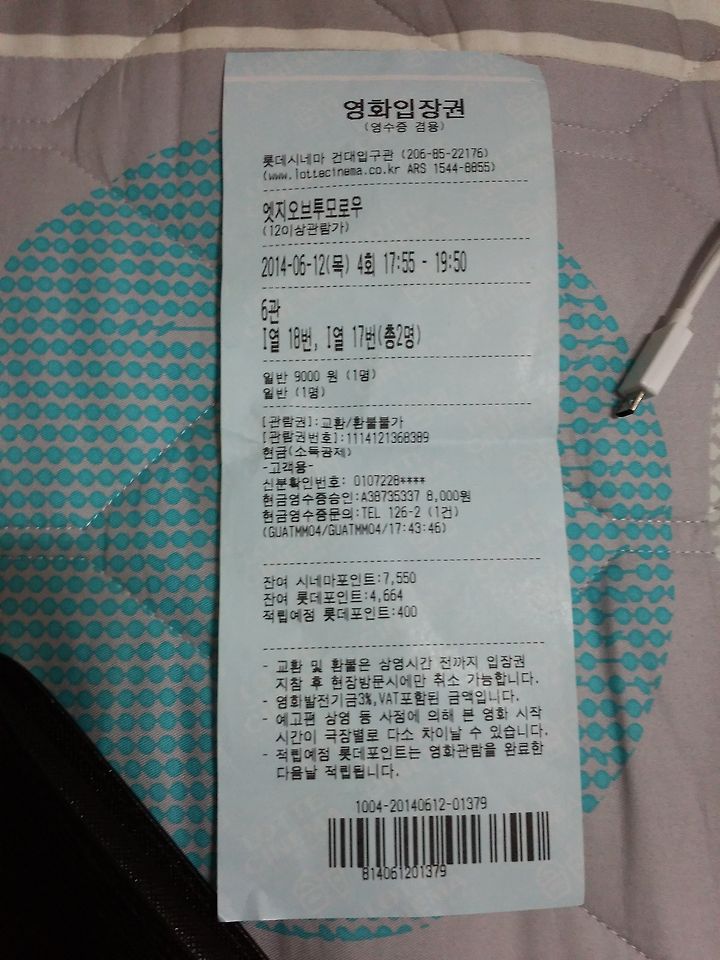 영화입장권
(영수증 겸용)
롯데시네마 건대입구관 (206-85-22176)
(www.lottecinema.co.kr ARS 1544-8855)
엣지오브투모로우
(12이상관람가)
2014-06-12(목) 4회 17:55 - 19:50
6관
I열 18번, I열 17번(총2명)
일반 9000 원 (1명)
일반 (1명)
[관람권]:교환/환불불가
[관람권번호]:1114121368389
현금(소득공제)
-고객용-
신분확인번호: 0107228****
현금영수증승인:A38735337 8,000원
현금영수증문의:TEL 126-2 (1건)
(GUATMM04/GUATMM04/17:43:46)
잔여 시네마포인트:7,550
잔여 롯데포인트:4,664
적립예정 롯데포인트:400
- 교환 및 환불은 상영시간 전까지 입장권
지참 후 현장방문시에만 취소 가능합니다.
- 영화발전기금3%,VAT포함된 금액입니다.
- 예고편 상영 등 사정에 의해 본 영화 시작
시간이 극장별로 다소 차이날 수 있습니다.
- 적립예정 롯데포인트는 영화관람을 완료한
다음날 적립됩니다.
1004-20140612-01379
814061201379